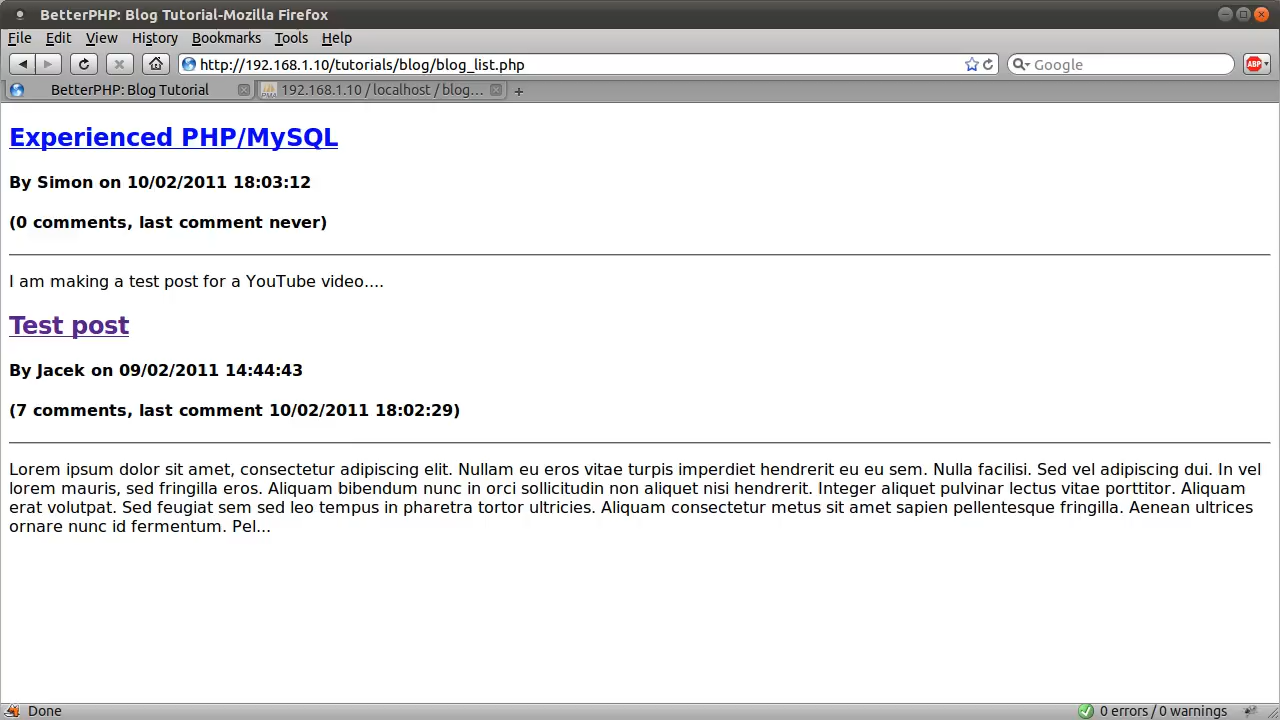 BetterPHP: Blog Tutorial-Mozilla Firefox
File Edit View History Bookmarks Tools Help
http://192.168.1.10/tutorials/blog/blog_list.php
Google
ABP
BetterPHP: Blog Tutorial
PMA 192.168.1.10 / localhost / blog...
Experienced PHP/MySQL
By Simon on 10/02/2011 18:03:12
(0 comments, last comment never)
I am making a test post for a YouTube video....
Test post
By Jacek on 09/02/2011 14:44:43
(7 comments, last comment 10/02/2011 18:02:29)
Lorem ipsum dolor sit amet, consectetur adipiscing elit. Nullam eu eros vitae turpis imperdiet hendrerit eu eu sem. Nulla facilisi. Sed vel adipiscing dui. In vel
lorem mauris, sed fringilla eros. Aliquam bibendum nunc in orci sollicitudin non aliquet nisi hendrerit. Integer aliquet pulvinar lectus vitae porttitor. Aliquam
erat volutpat. Sed feugiat sem sed leo tempus in pharetra tortor ultricies. Aliquam consectetur metus sit amet sapien pellentesque fringilla. Aenean ultrices
ornare nunc id fermentum. Pel...
Done
0 errors / 0 warnings